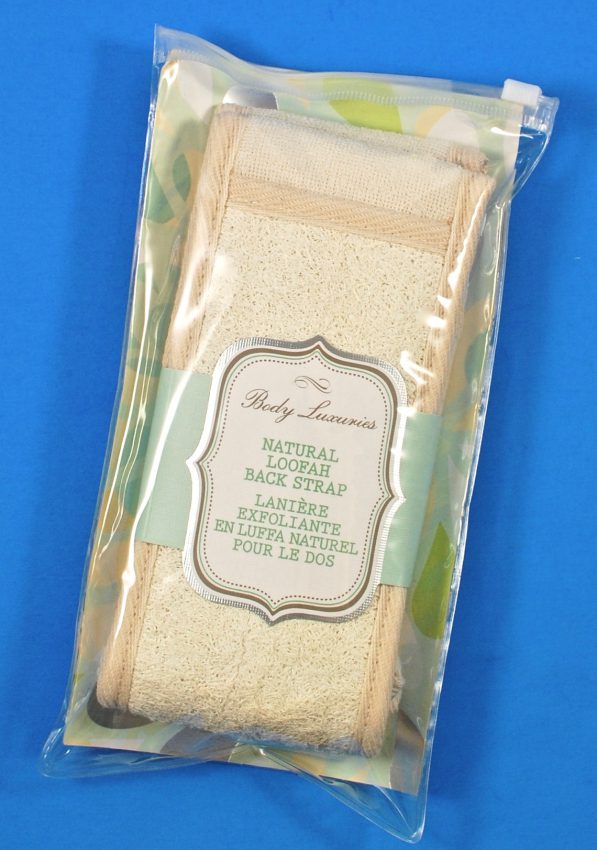 Body Luxuries
NATURAL
LOOFAH
BACK STRAP
LANIÈRE
EXFOLIANTE
EN LUFFA NATUREL
POUR LE DOS